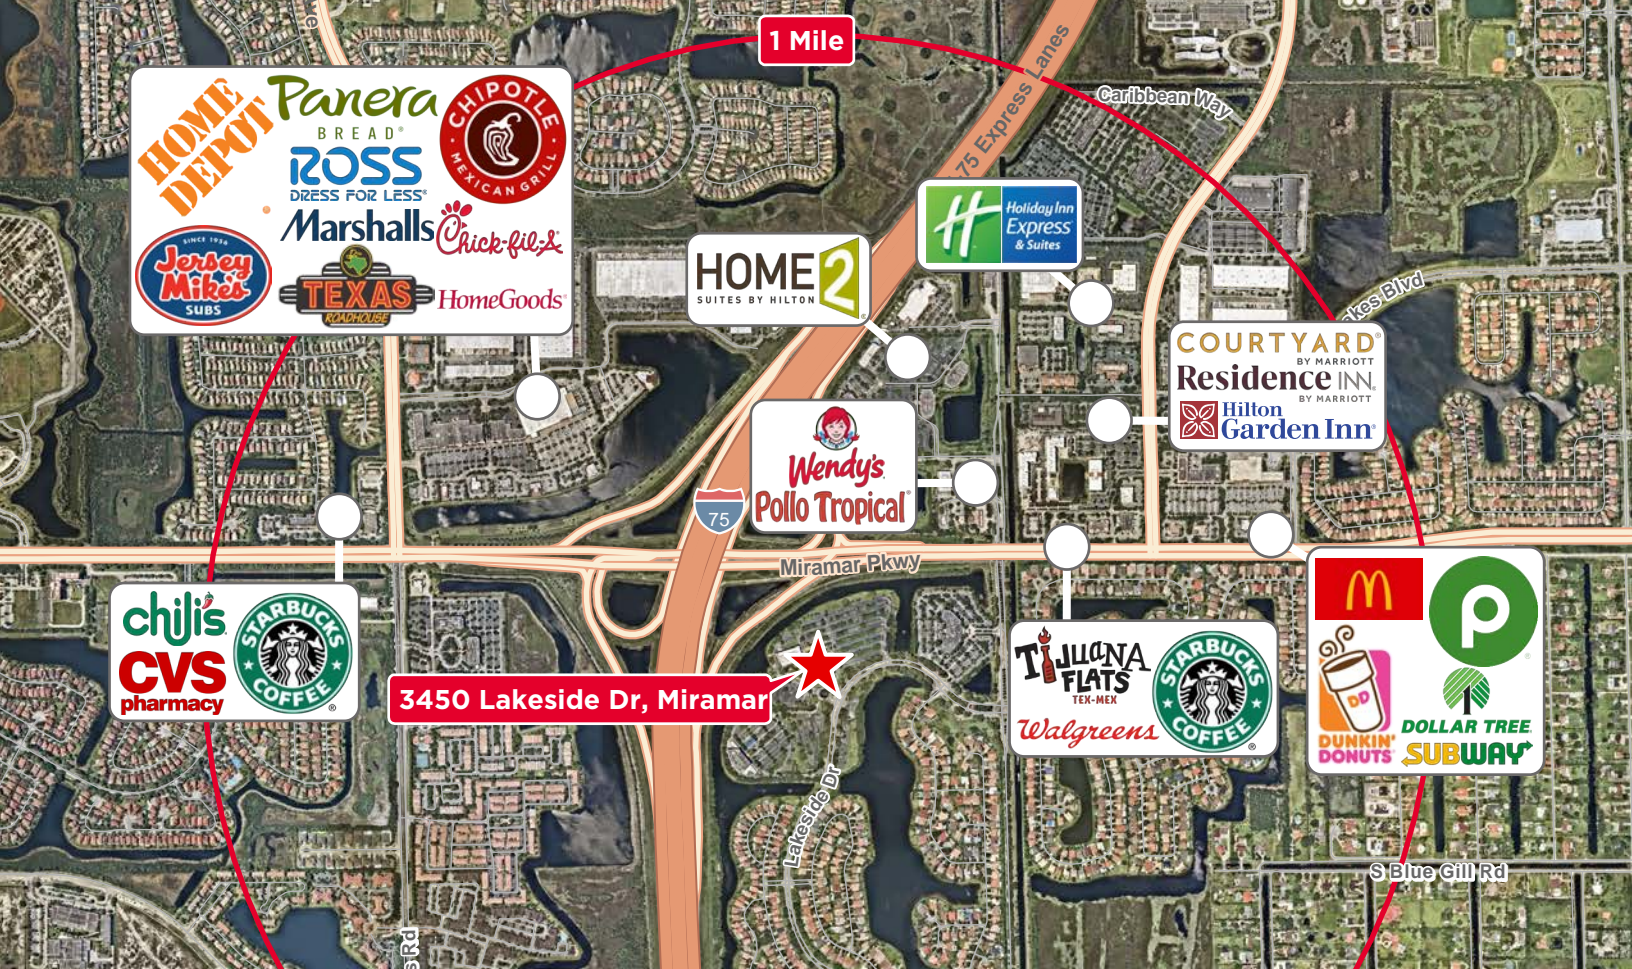 1 Mile
75 Express Lanes
Caribbean Way
HOME
DEPOT
Panera
BREAD®
CHIPOTLE
MEXICAN GRILL
ROSS
DRESS FOR LESS®
Marshalls
Chick-fil-A
SINCE 1956
Jersey
Mike's
SUBS
TEXAS
ROADHOUSE
HomeGoods
HOME2
SUITES BY HILTON
Holiday Inn
Express
& Suites
COURTYARD®
BY MARRIOTT
Residence INN®
BY MARRIOTT
Hilton
Garden Inn®
Wendy's
Pollo Tropical®
75
Miramar Pkwy
chili's
CVS
pharmacy
STARBUCKS
COFFEE
®
3450 Lakeside Dr, Miramar
TIJUANA
FLATS
TEX-MEX
Walgreens
STARBUCKS
COFFEE
®
M
p
DD
DUNKIN'
DONUTS
DOLLAR TREE
SUBWAY
Lakeside Dr
S Blue Gill Rd
Rd